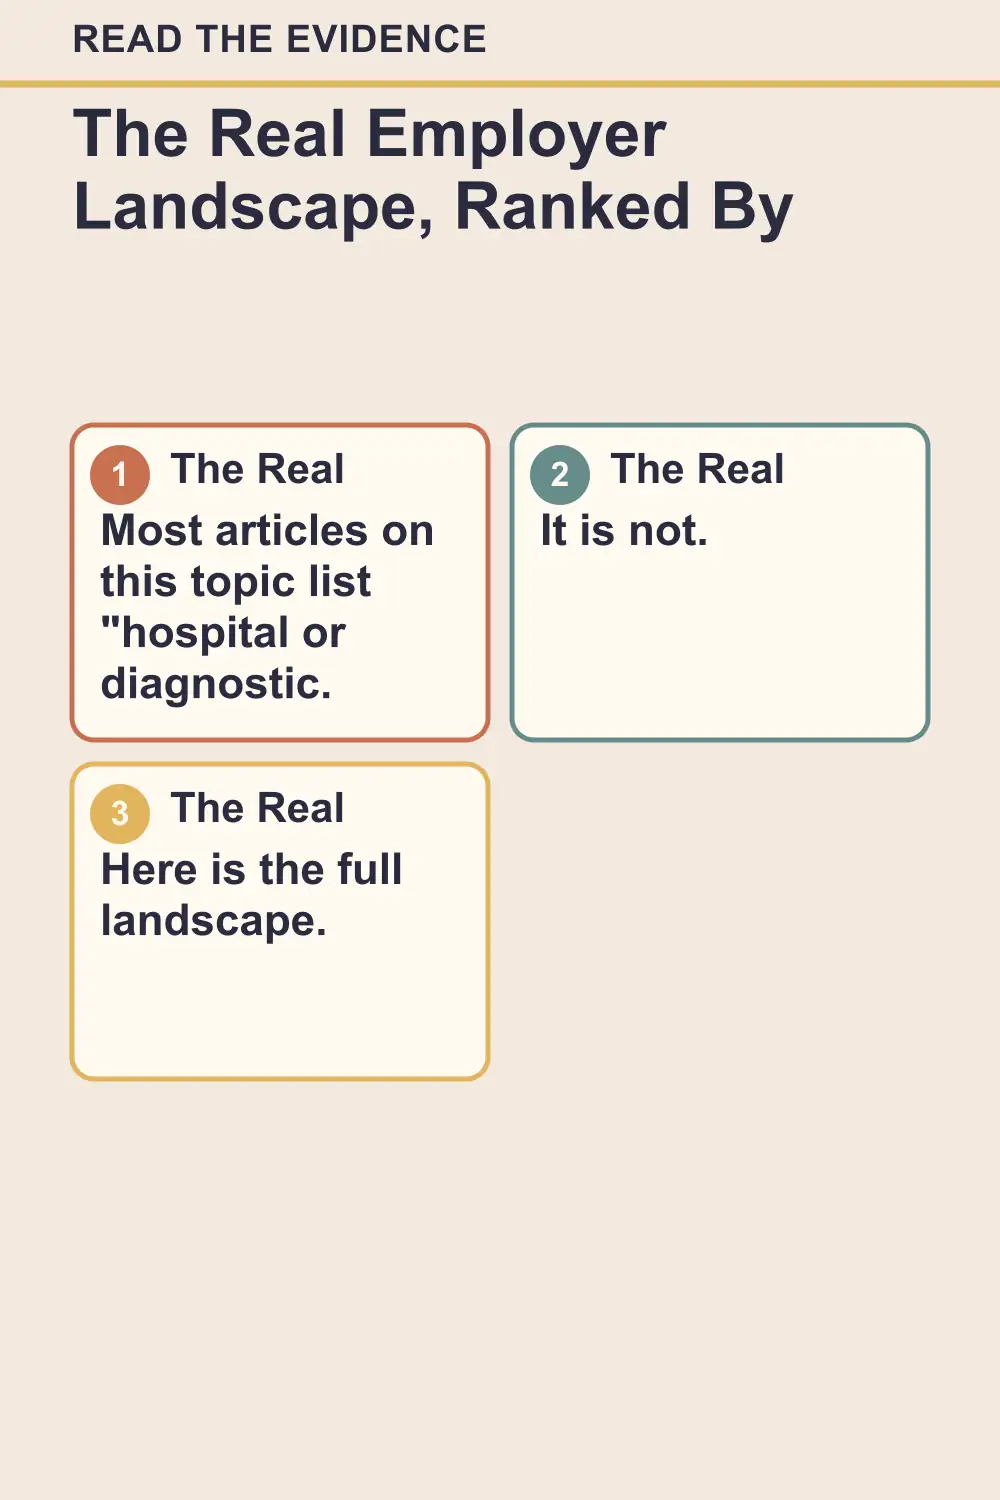 READ THE EVIDENCE
The Real Employer
Landscape, Ranked By
1 The Real
Most articles on
this topic list
"hospital or
diagnostic.
2 The Real
It is not.
3 The Real
Here is the full
landscape.